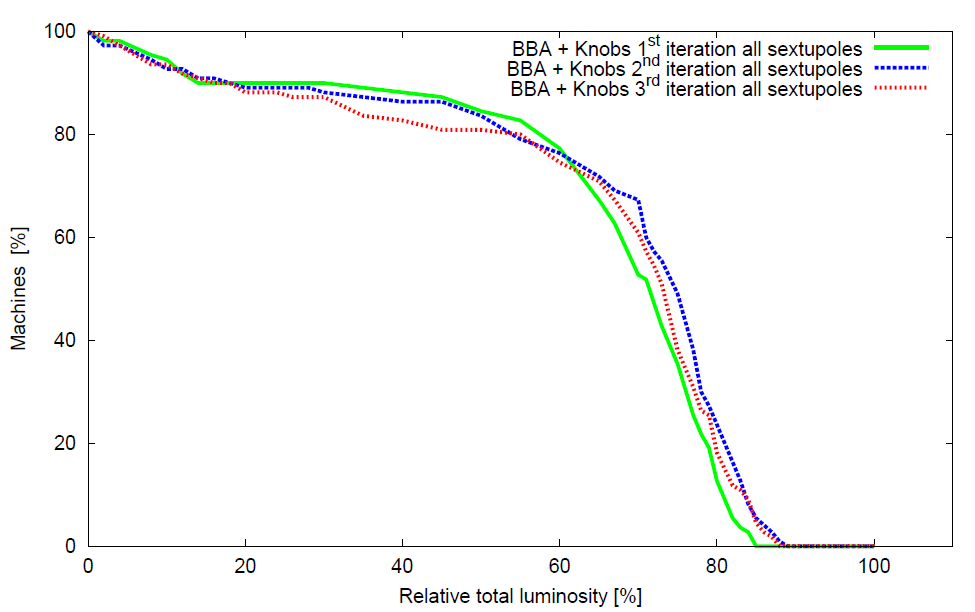 BBA + Knobs 1st iteration all sextupoles
BBA + Knobs 2nd iteration all sextupoles
BBA + Knobs 3rd iteration all sextupoles
100
80
60
40
20
0
Machines [%]
0 20 40 60 80 100
Relative total luminosity [%]